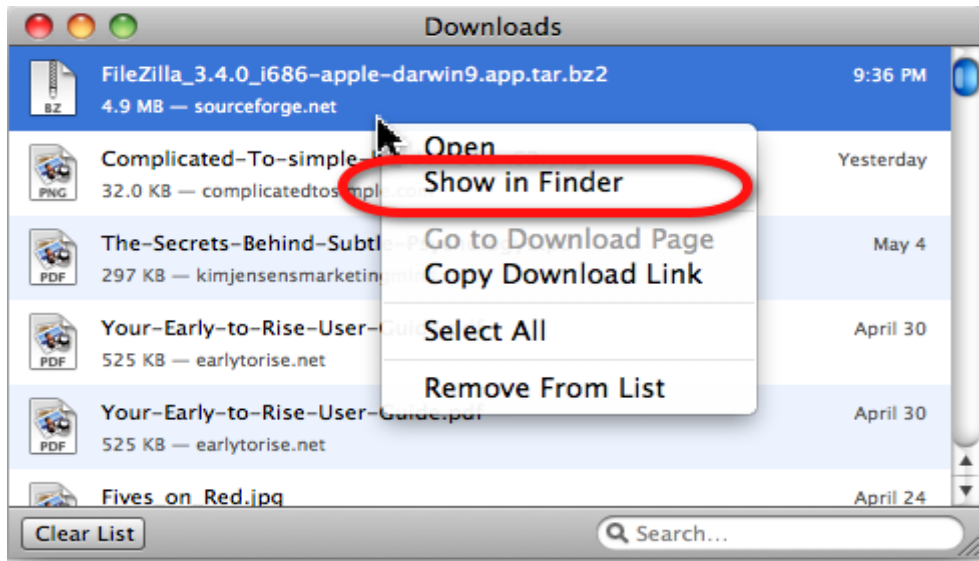 Downloads
FileZilla_3.4.0_i686-apple-darwin9.app.tar.bz2 9:36 PM
BZ 4.9 MB — sourceforge.net
Open
Complicated-To-simple- Yesterday
Show in Finder
PNG 32.0 KB — complicatedtosimple
The-Secrets-Behind-Subtle- May 4
Go to Download Page
PDF 297 KB — kimjensensmarketing
Copy Download Link
Your-Early-to-Rise-User- April 30
Select All
PDF 525 KB — earlytorise.net
Remove From List
Your-Early-to-Rise-User-Guide.pdf April 30
PDF 525 KB — earlytorise.net
Fives_on_Red.jpg April 24
Clear List Search...